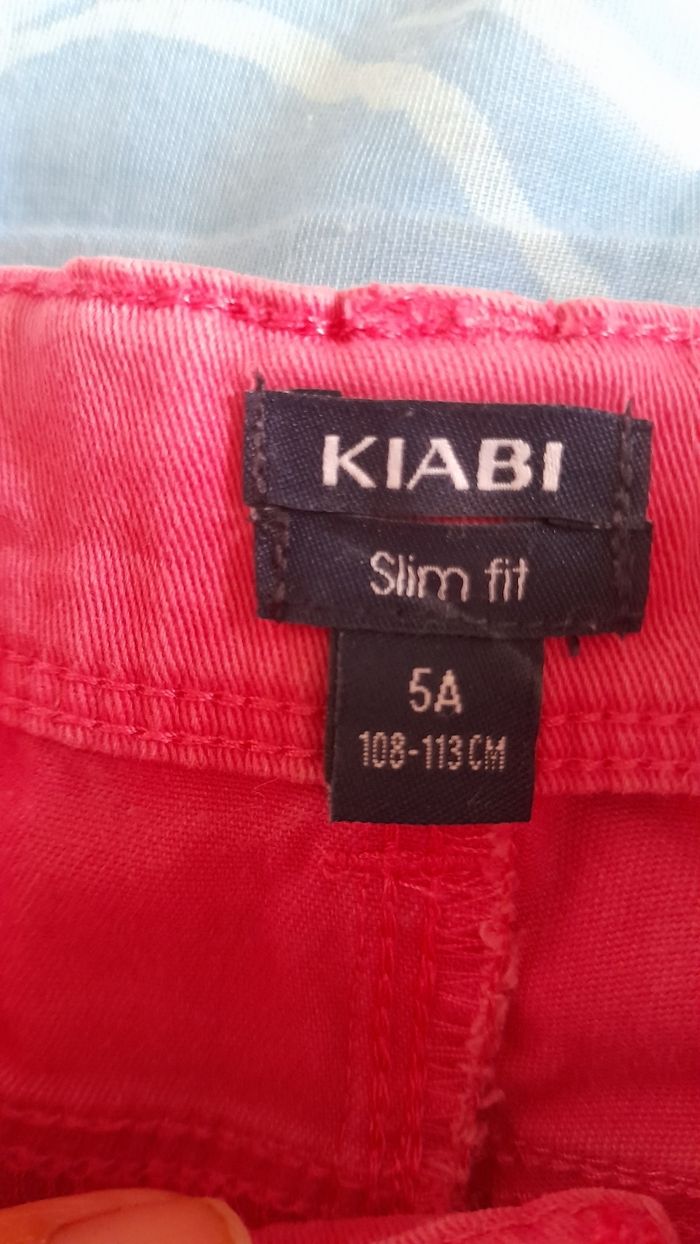 KIABI
Slim fit
5A
108-113CM